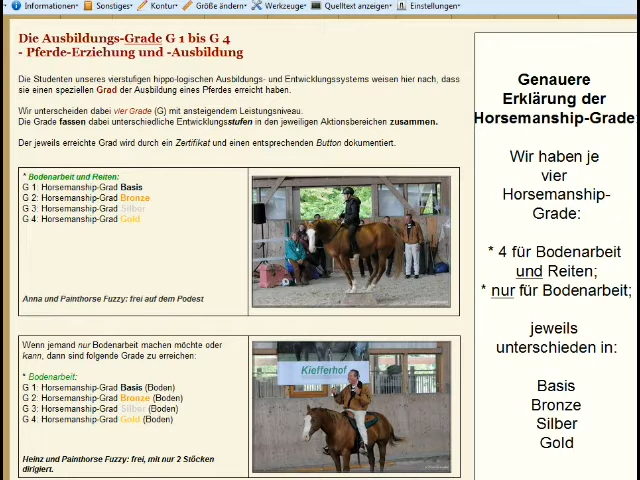 Informationen Sonstiges Kontur Größe ändern Werkzeuge Quelltext anzeigen Einstellungen
Die Ausbildungs-Grade G 1 bis G 4
- Pferde-Erziehung und -Ausbildung
Die Studenten unseres vierstufigen hippo-logischen Ausbildungs- und Entwicklungssystems weisen hier nach, dass
sie einen speziellen Grad der Ausbildung eines Pferdes erreicht haben.
Wir unterscheiden dabei vier Grade (G) mit ansteigendem Leistungsniveau.
Die Grade fassen dabei unterschiedliche Entwicklungsstufen in den jeweiligen Aktionsbereichen zusammen.
Der jeweils erreichte Grad wird durch ein Zertifikat und einen entsprechenden Button dokumentiert.
* Bodenarbeit und Reiten:
G 1: Horsemanship-Grad Basis
G 2: Horsemanship-Grad Bronze
G 3: Horsemanship-Grad Silber
G 4: Horsemanship-Grad Gold
Anna und Painthorse Fuzzy: frei auf dem Podest
Wenn jemand nur Bodenarbeit machen möchte oder
kann, dann sind folgende Grade zu erreichen:
* Bodenarbeit:
G 1: Horsemanship-Grad Basis (Boden)
G 2: Horsemanship-Grad Bronze (Boden)
G 3: Horsemanship-Grad Silber (Boden)
G 4: Horsemanship-Grad Gold (Boden)
Heinz und Painthorse Fuzzy: frei, mit nur 2 Stöcken
dirigiert.
Kiefferhof
Genauere
Erklärung der
Horsemanship-Grade:
Wir haben je
vier
Horsemanship-
Grade:
* 4 für Bodenarbeit
und Reiten;
* nur für Bodenarbeit;
jeweils
unterschieden in:
Basis
Bronze
Silber
Gold